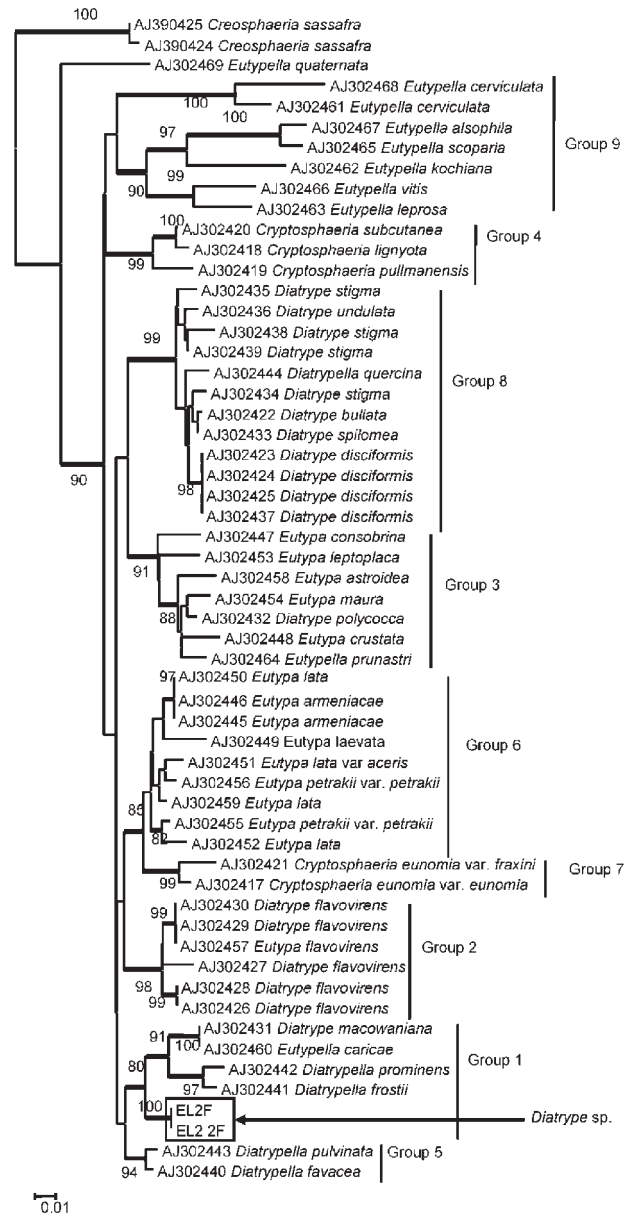 100
AJ390425 Creosphaeria sassafra
AJ390424 Creosphaeria sassafra
AJ302469 Eutypella quaternata
AJ302468 Eutypella cerviculata
100
AJ302461 Eutypella cerviculata
100
AJ302467 Eutypella alsophila
97
AJ302465 Eutypella scoparia
Group 9
AJ302462 Eutypella kochiana
99
AJ302466 Eutypella vitis
90
AJ302463 Eutypella leprosa
100
AJ302420 Cryptosphaeria subcutanea
Group 4
AJ302418 Cryptosphaeria lignyota
99
AJ302419 Cryptosphaeria pullmanensis
AJ302435 Diatrype stigma
AJ302436 Diatrype undulata
99
AJ302438 Diatrype stigma
AJ302439 Diatrype stigma
AJ302444 Diatrypella quercina
Group 8
AJ302434 Diatrype stigma
AJ302422 Diatrype bullata
AJ302433 Diatrype spilomea
AJ302423 Diatrype disciformis
98
AJ302424 Diatrype disciformis
90
AJ302425 Diatrype disciformis
AJ302437 Diatrype disciformis
AJ302447 Eutypa consobrina
AJ302453 Eutypa leptoplaca
91
AJ302458 Eutypa astroidea
Group 3
AJ302454 Eutypa maura
88
AJ302432 Diatrype polycocca
AJ302448 Eutypa crustata
AJ302464 Eutypella prunastri
97
AJ302450 Eutypa lata
AJ302446 Eutypa armeniacae
AJ302445 Eutypa armeniacae
AJ302449 Eutypa laevata
Group 6
AJ302451 Eutypa lata var aceris
AJ302456 Eutypa petrakii var. petrakii
AJ302459 Eutypa lata
85
AJ302455 Eutypa petrakii var. petrakii
82
AJ302452 Eutypa lata
AJ302421 Cryptosphaeria eunomia var. fraxini
Group 7
99
AJ302417 Cryptosphaeria eunomia var. eunomia
AJ302430 Diatrype flavovirens
99
AJ302429 Diatrype flavovirens
AJ302457 Eutypa flavovirens
Group 2
AJ302427 Diatrype flavovirens
98
AJ302428 Diatrype flavovirens
99
AJ302426 Diatrype flavovirens
AJ302431 Diatrype macowaniana
91
100
AJ302460 Eutypella caricae
Group 1
80
AJ302442 Diatrypella prominens
97
AJ302441 Diatrypella frostii
100
EL2F
Diatrype sp.
EL2 2F
AJ302443 Diatrypella pulvinata
Group 5
94
AJ302440 Diatrypella favacea
0.01